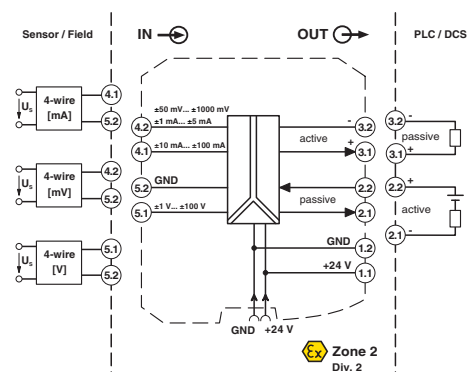 Sensor / Field IN OUT PLC / DCS
U_s 4-wire [mA] 4.1 5.2
U_s 4-wire [mV] 4.2 5.2
U_s 4-wire [V] 5.1 5.2
±50 mV... ±1000 mV
4.2 ±1 mA... ±5 mA
4.1 ±10 mA... ±100 mA
5.2 GND
5.1 ±1 V... ±100 V
- 3.2
active
+ 3.1
2.2
passive
2.1
GND 1.2
+24 V 1.1
GND +24 V
3.2 -
passive
3.1 +
2.2 +
active
2.1 -
Ex Zone 2
Div. 2